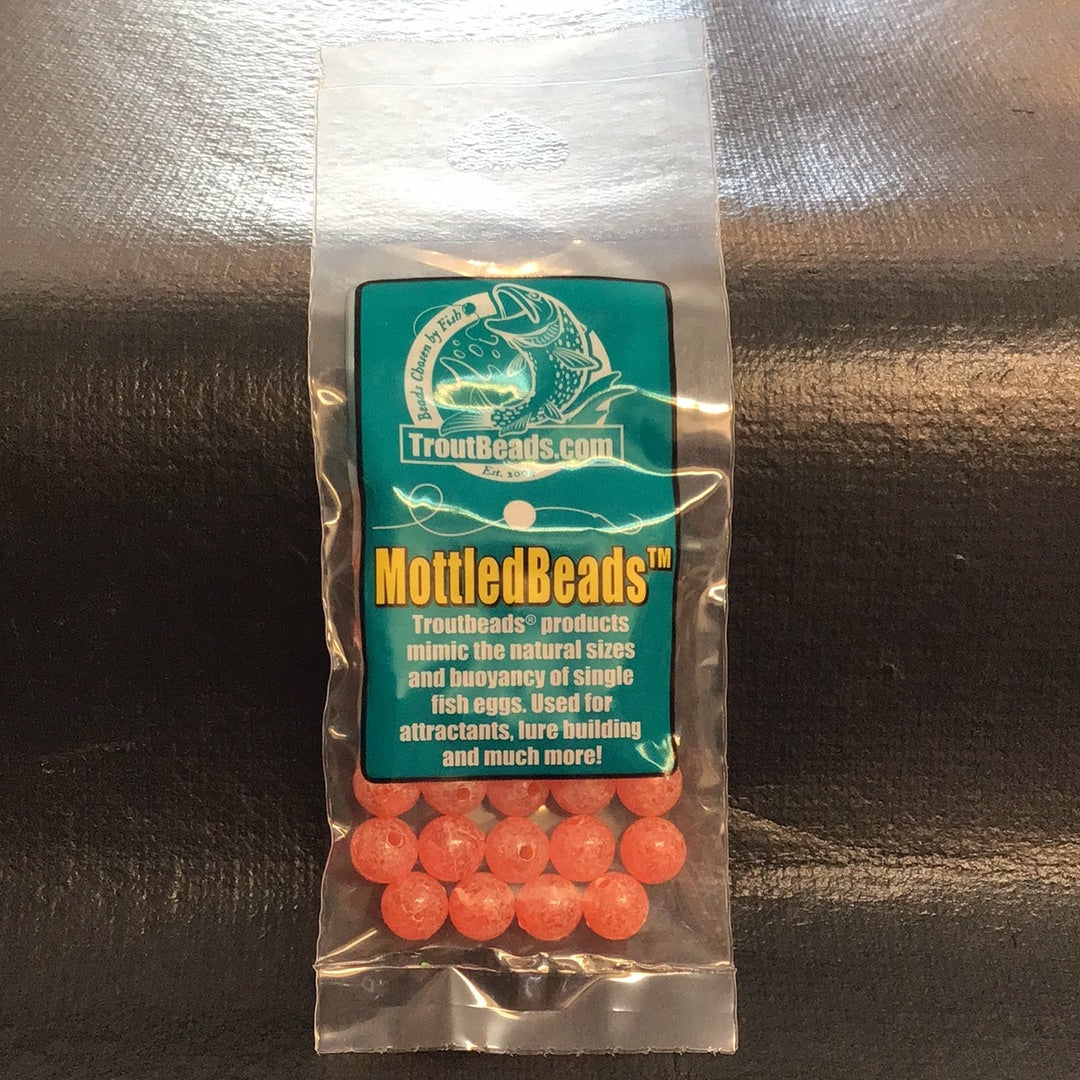 Beads Chosen by Fish
TroutBeads.com
Est.
MottledBeads™
Troutbeads® products
mimic the natural sizes
and buoyancy of single
fish eggs. Used for
attractants, lure building
and much more!